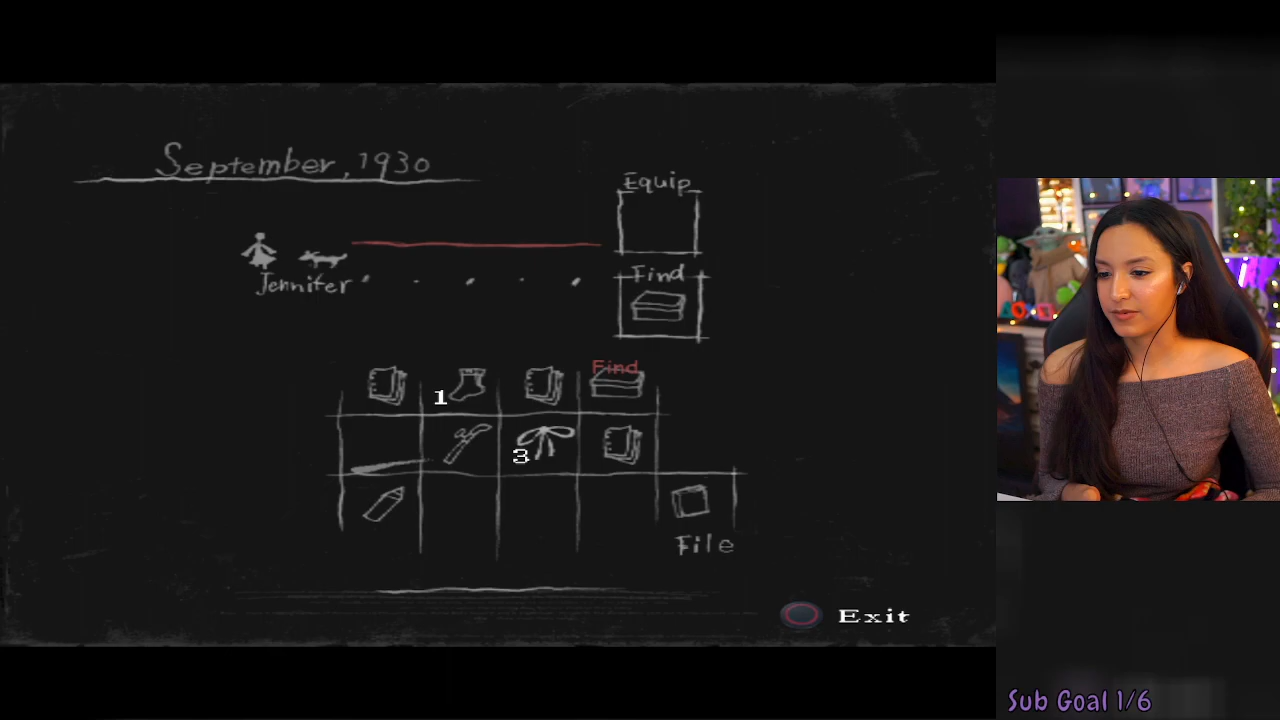 September, 1930
Equip
Jennifer
Find
Find
1
3
File
Exit
Sub Goal 1/6